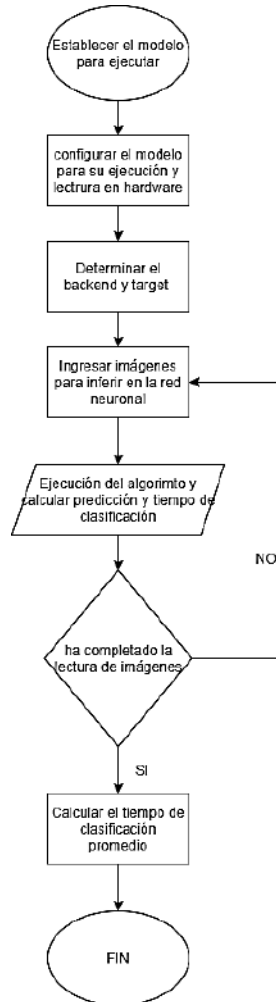 Establecer el modelo
para ejecutar
configurar el modelo
para su ejecución y
lectrura en hardware
Determinar el
backend y target
Ingresar imágenes
para inferir en la red
neuronal
Ejecución del algorimto y
calcular predicción y tiempo de
clasificación
NO
ha completado la
lectura de imágenes
SI
Calcular el tiempo de
clasificación
promedio
FIN